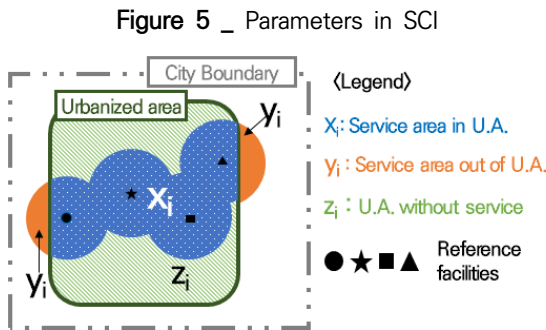 Figure 5 _ Parameters in SCI
City Boundary
Urbanized area
yi
Xi
Zi
yi
〈Legend〉
Xi: Service area in U.A.
yi: Service area out of U.A.
Zi : U.A. without service
Reference
facilities